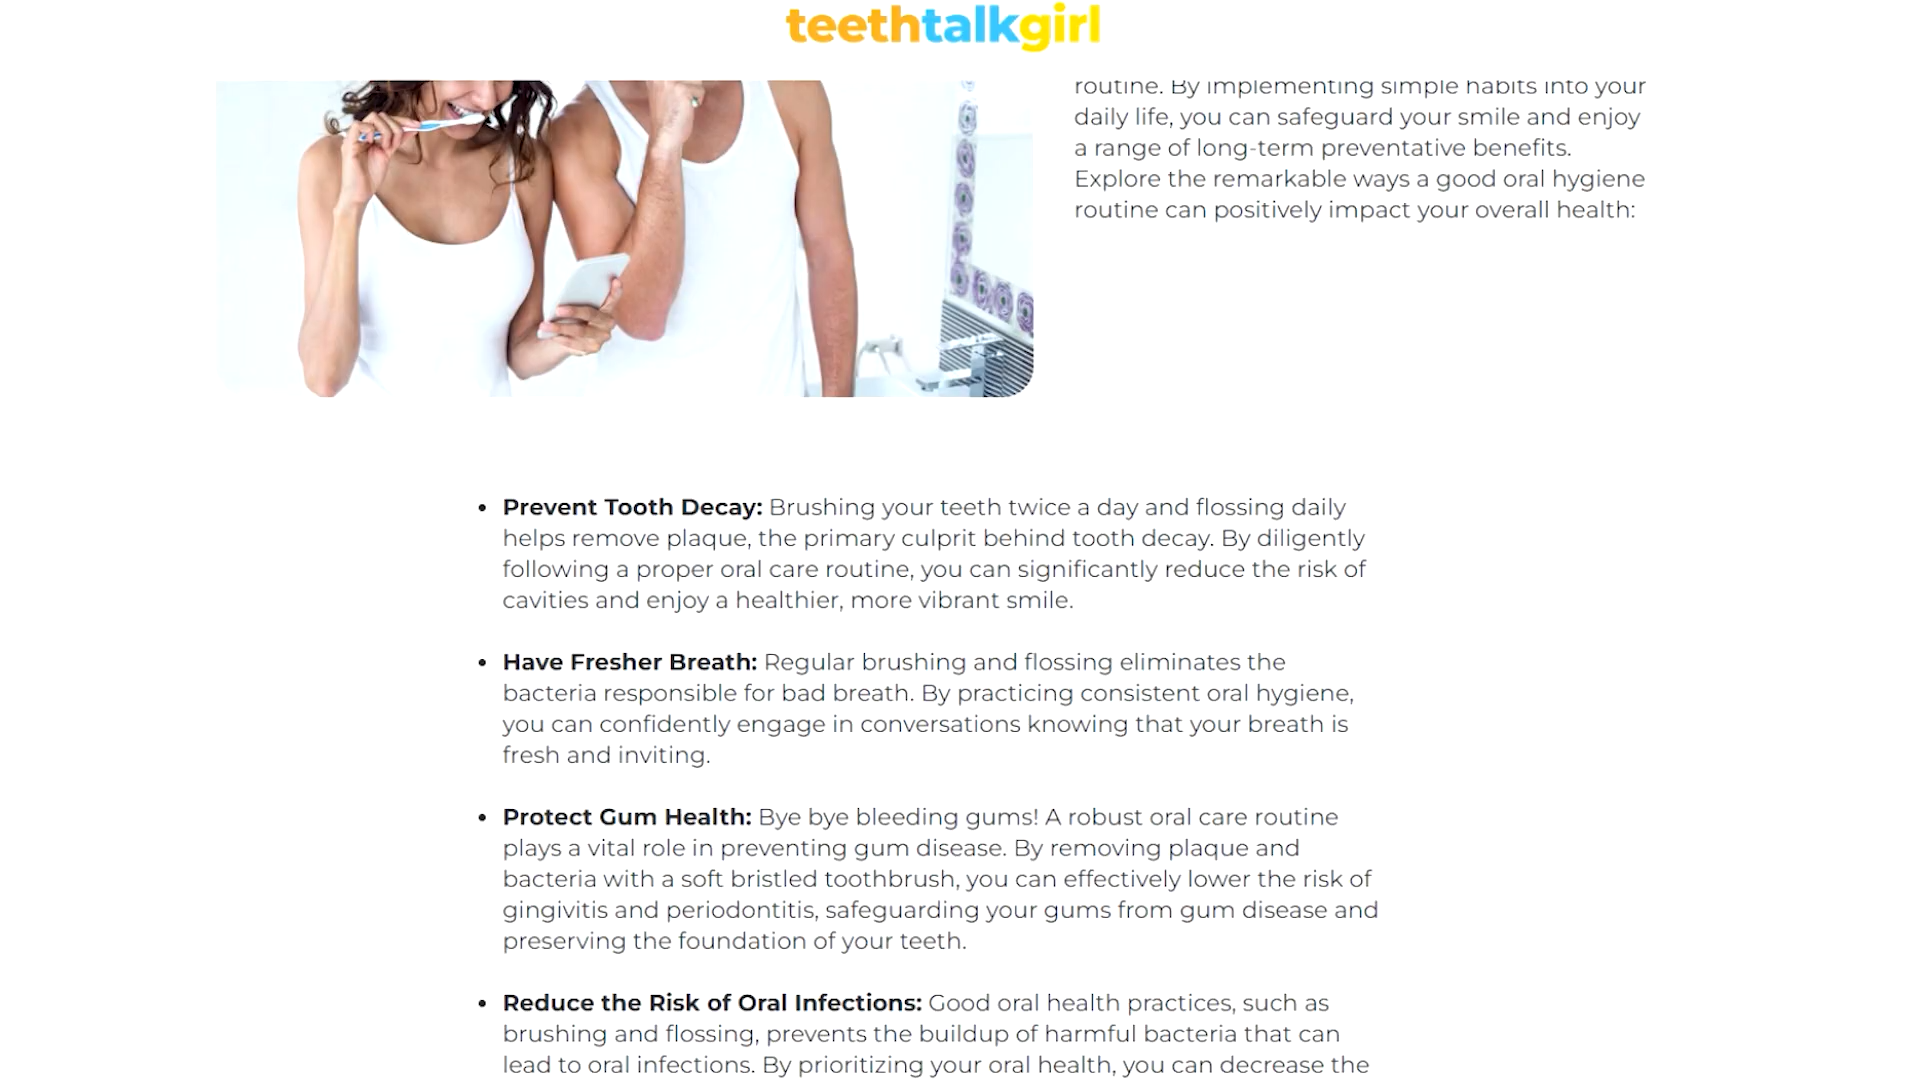 teethtalkgirl
routine. By implementing simple habits into your
daily life, you can safeguard your smile and enjoy
a range of long-term preventative benefits.
Explore the remarkable ways a good oral hygiene
routine can positively impact your overall health:
• Prevent Tooth Decay: Brushing your teeth twice a day and flossing daily
helps remove plaque, the primary culprit behind tooth decay. By diligently
following a proper oral care routine, you can significantly reduce the risk of
cavities and enjoy a healthier, more vibrant smile.
• Have Fresher Breath: Regular brushing and flossing eliminates the
bacteria responsible for bad breath. By practicing consistent oral hygiene,
you can confidently engage in conversations knowing that your breath is
fresh and inviting.
• Protect Gum Health: Bye bye bleeding gums! A robust oral care routine
plays a vital role in preventing gum disease. By removing plaque and
bacteria with a soft bristled toothbrush, you can effectively lower the risk of
gingivitis and periodontitis, safeguarding your gums from gum disease and
preserving the foundation of your teeth.
• Reduce the Risk of Oral Infections: Good oral health practices, such as
brushing and flossing, prevents the buildup of harmful bacteria that can
lead to oral infections. By prioritizing your oral health, you can decrease the